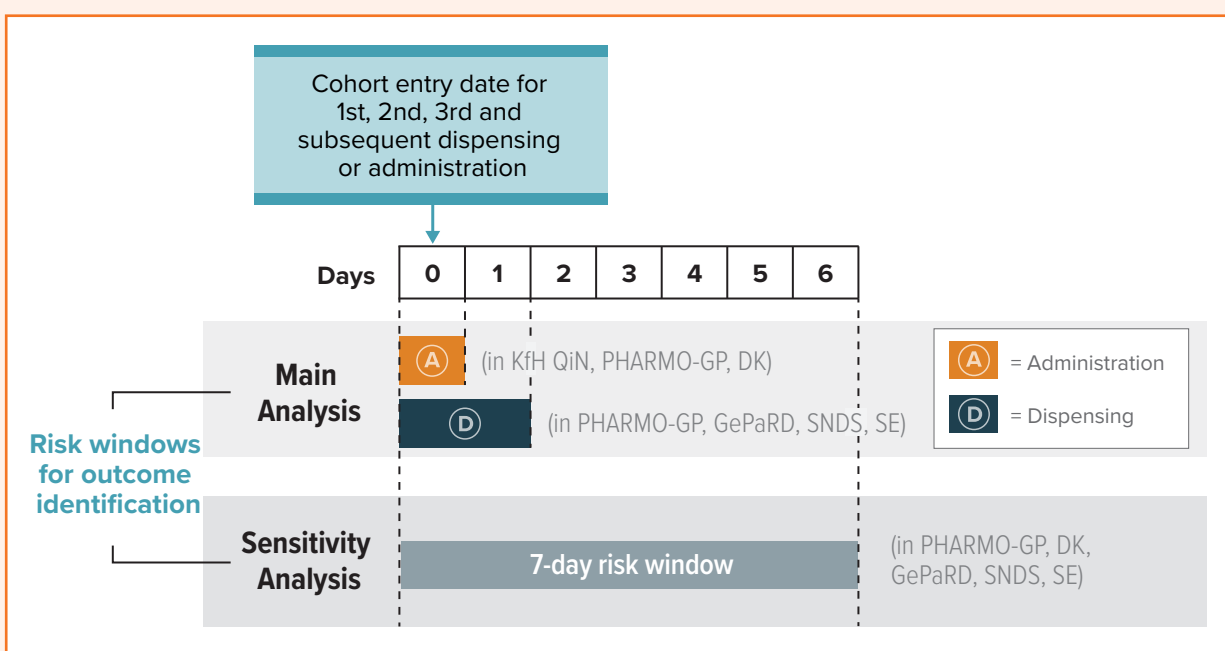 Cohort entry date for
1st, 2nd, 3rd and
subsequent dispensing
or administration
Days 0 1 2 3 4 5 6
Risk windows
for outcome
identification
Main
Analysis
A (in KfH QiN, PHARMO-GP, DK)
D (in PHARMO-GP, GePaRD, SNDS, SE)
A = Administration
D = Dispensing
Sensitivity
Analysis
7-day risk window
(in PHARMO-GP, DK,
GePaRD, SNDS, SE)